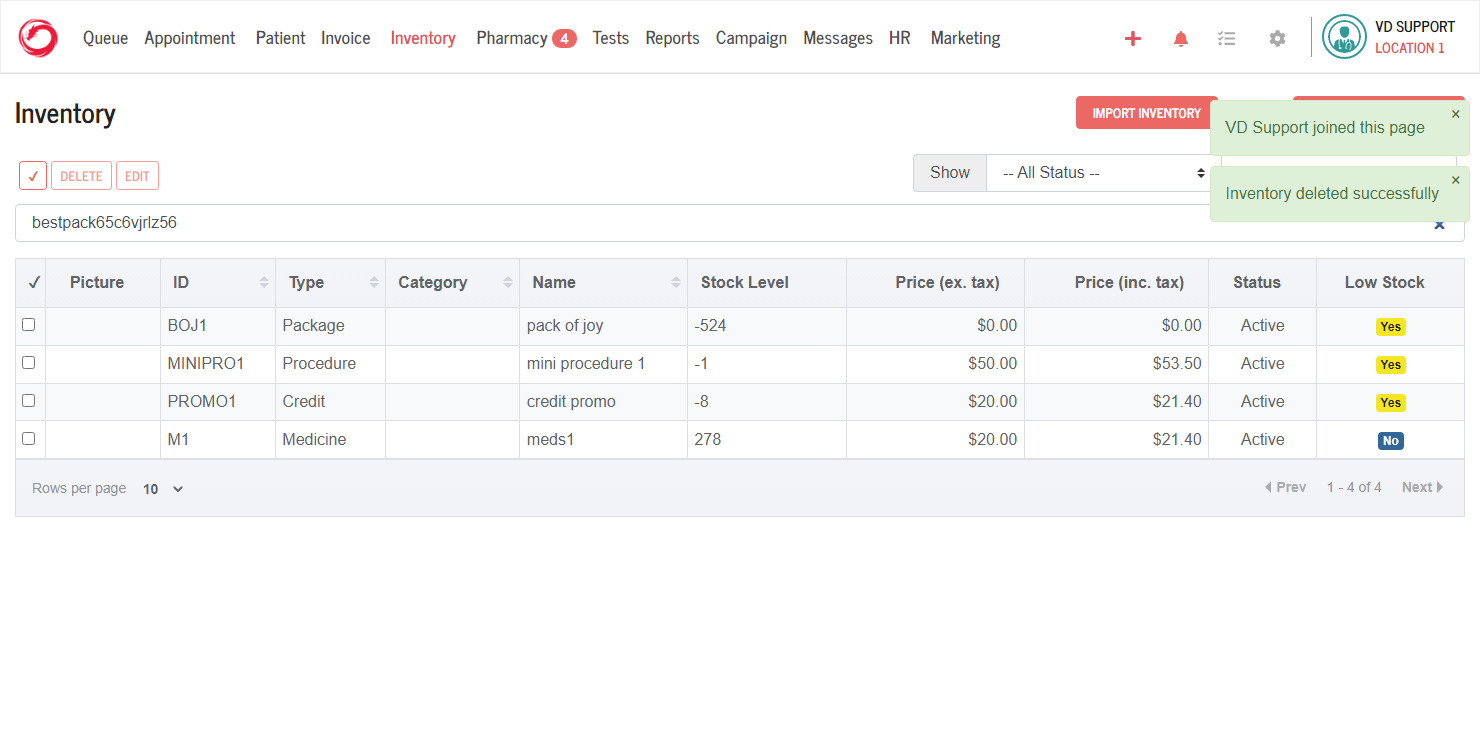 Queue Appointment Patient Invoice Inventory Pharmacy 4 Tests Reports Campaign Messages HR Marketing
VD SUPPORT
LOCATION 1
Inventory
IMPORT INVENTORY
VD Support joined this page ×
✓ DELETE EDIT
Show -- All Status --
Inventory deleted successfully ×
bestpack65c6vjrlz56 x
✓ Picture ID Type Category Name Stock Level Price (ex. tax) Price (inc. tax) Status Low Stock
BOJ1 Package pack of joy -524 $0.00 $0.00 Active Yes
MINIPRO1 Procedure mini procedure 1 -1 $50.00 $53.50 Active Yes
PROMO1 Credit credit promo -8 $20.00 $21.40 Active Yes
M1 Medicine meds1 278 $20.00 $21.40 Active No
Rows per page 10 Prev 1 - 4 of 4 Next